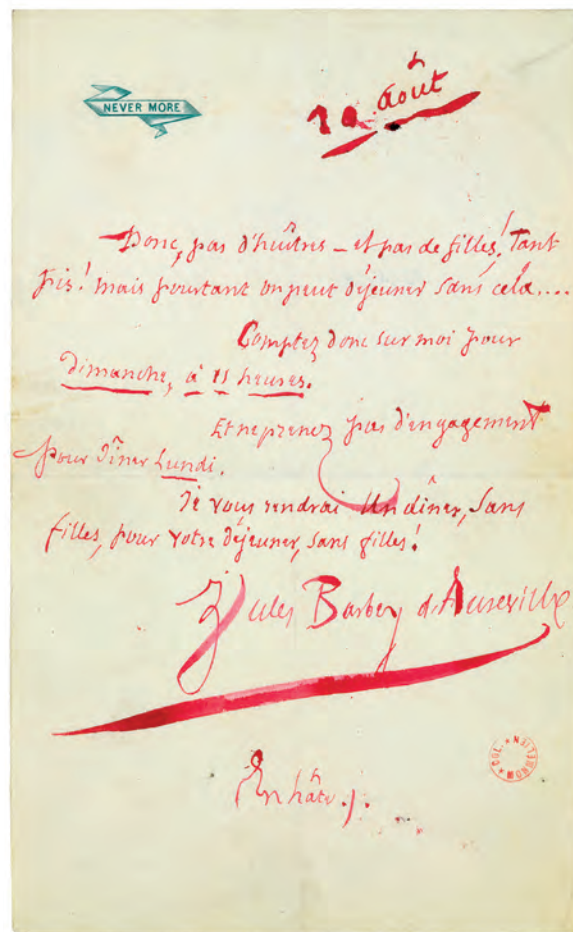 NEVER MORE
août
Donc, pas d'huîtres – et pas de filles! Tant
pis! mais pourtant on peut déjeuner sans cela....
Comptez donc sur moi pour
dimanche, à 11 heures.
Et ne prenez pas d'engagement
pour dîner Lundi.
Je vous rendrai un dîner, sans
filles, pour votre déjeuner, sans filles!
Jules Barbey d'Aurevilly
COL. MOMMELIEN
En hâte.